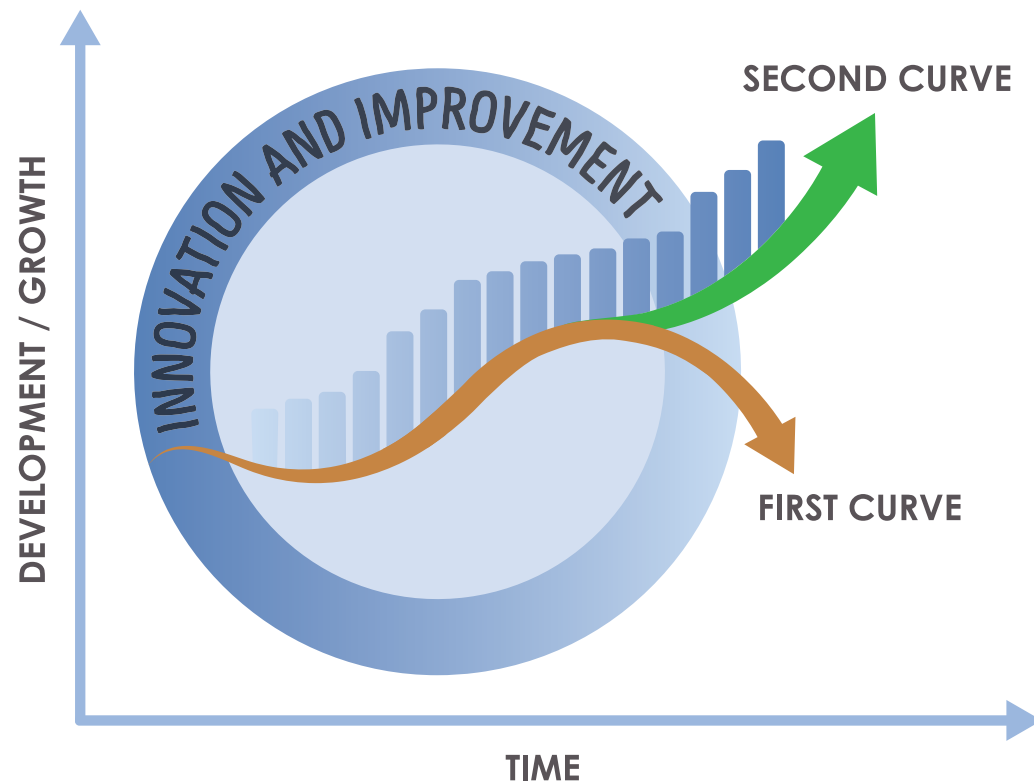 SECOND CURVE
INNOVATION AND IMPROVEMENT
DEVELOPMENT / GROWTH
FIRST CURVE
TIME